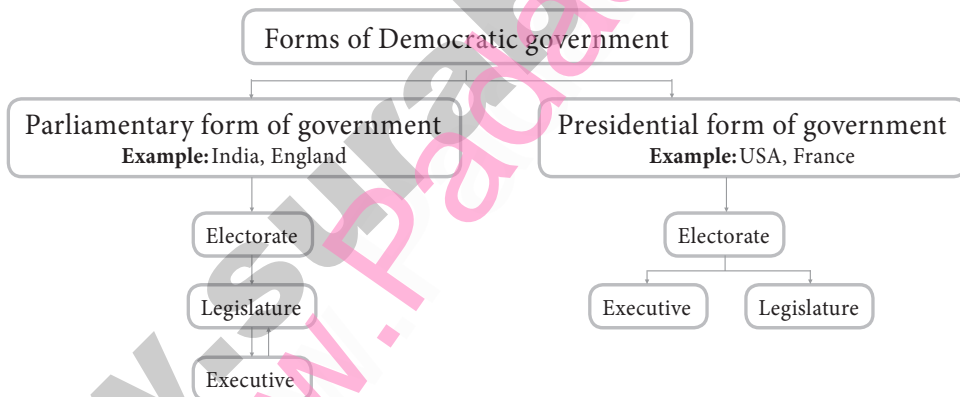 Forms of Democratic government
Parliamentary form of government
Example: India, England
Presidential form of government
Example: USA, France
Electorate
Electorate
Legislature
Executive
Legislature
Executive